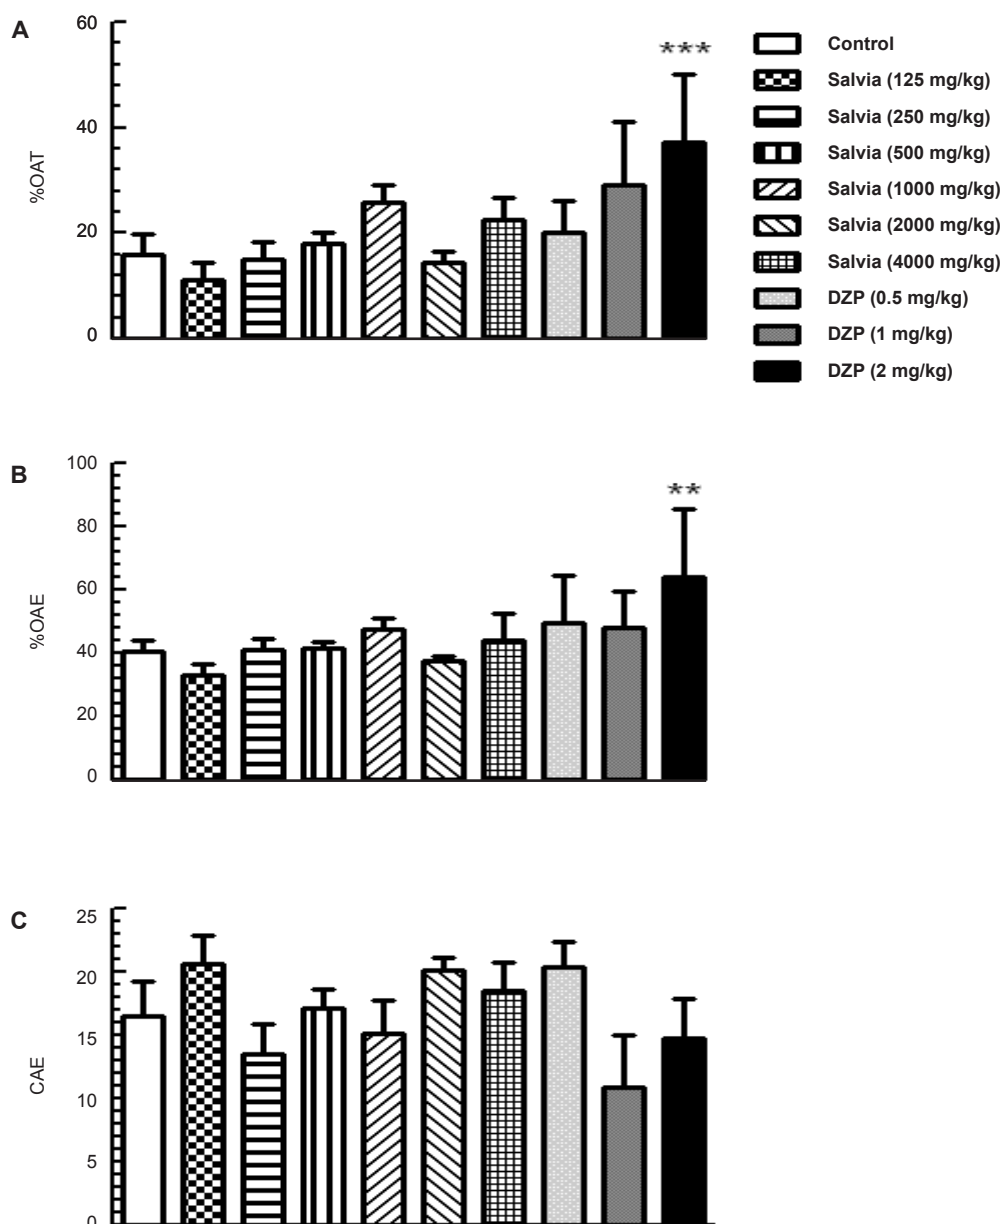 A
60
40
20
0
%OAT
***
Control
Salvia (125 mg/kg)
Salvia (250 mg/kg)
Salvia (500 mg/kg)
Salvia (1000 mg/kg)
Salvia (2000 mg/kg)
Salvia (4000 mg/kg)
DZP (0.5 mg/kg)
DZP (1 mg/kg)
DZP (2 mg/kg)
B
100
80
60
40
20
0
%OAE
**
C
25
20
15
10
5
0
CAE